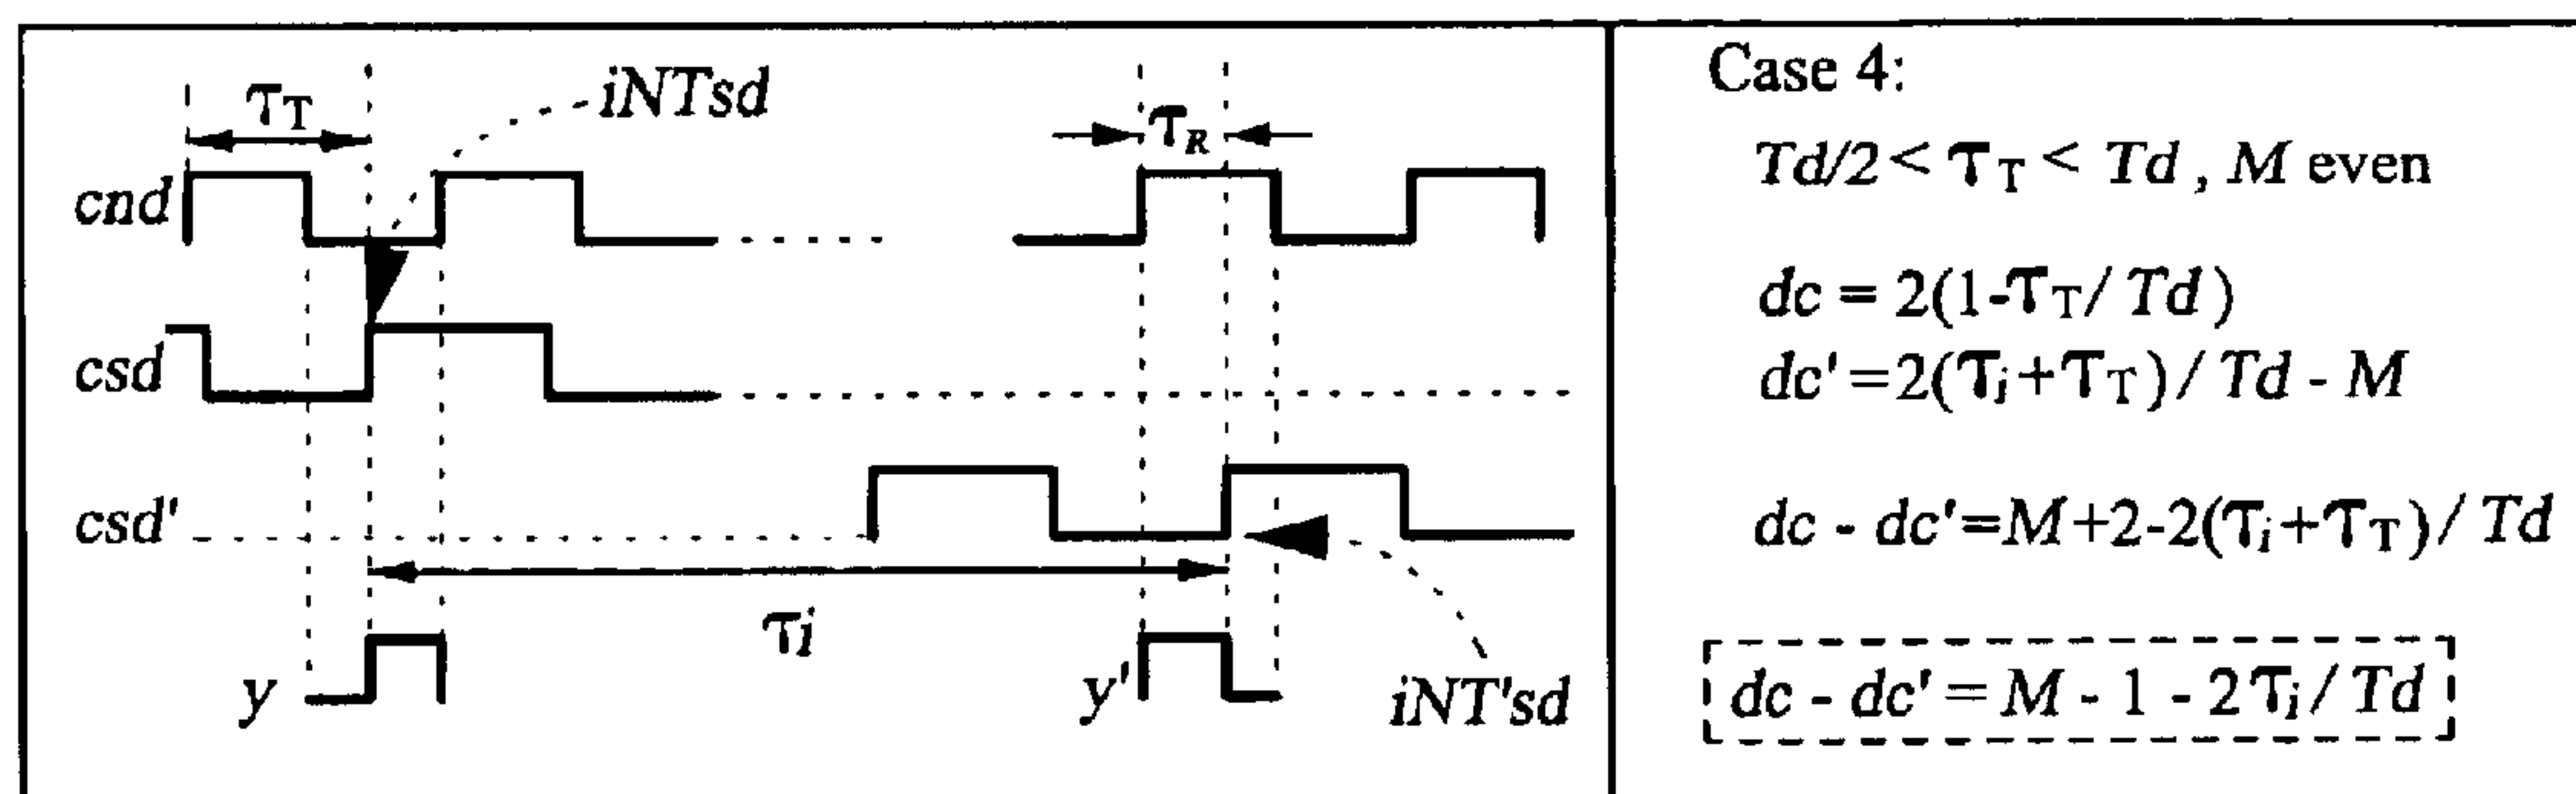 τT
iNTsd
τR
cnd
csd
csd'
τi
y
y'
iNT'sd
Case 4:
Td/2 < τT < Td , M even
dc = 2(1-τT/ Td )
dc' =2(τi+τT)/ Td - M
dc - dc'=M+2-2(τi+τT)/ Td
dc - dc' = M - 1 - 2τi/ Td